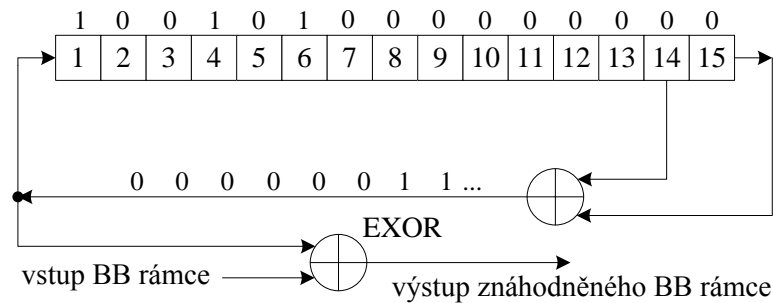 1 0 0 1 0 1 0 0 0 0 0 0 0 0 0
1 2 3 4 5 6 7 8 9 10 11 12 13 14 15
0 0 0 0 0 0 1 1 ...
EXOR
vstup BB rámce
výstup znáhodněného BB rámce